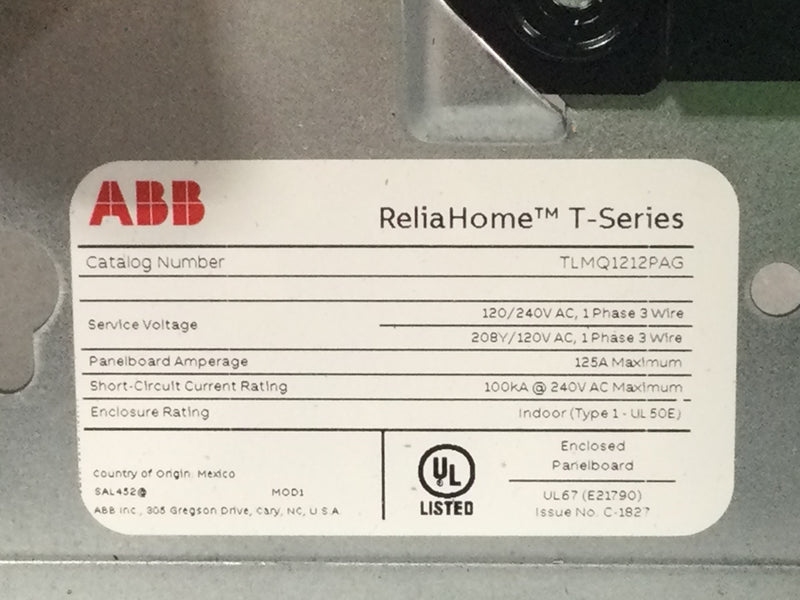 ABB
ReliaHome™ T-Series
Catalog Number TLMQ1212PAG
Service Voltage
120/240V AC, 1 Phase 3 Wire
208Y/120V AC, 1 Phase 3 Wire
Panelboard Amperage 125A Maximum
Short-Circuit Current Rating 100kA @ 240V AC Maximum
Enclosure Rating Indoor (Type 1 - UL 50E)
Country of Origin: Mexico
SAL452@ MOD1
ABB Inc., 305 Gregson Drive, Cary, NC, U.S.A.
UL
LISTED
Enclosed
Panelboard
UL67 (E21790)
Issue No. C-1827